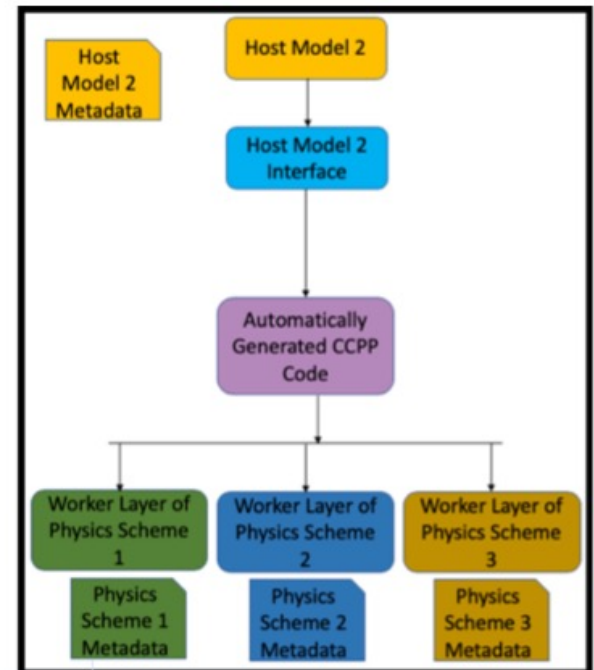 Host
Model 2
Metadata
Host Model 2
Host Model 2
Interface
Automatically
Generated CCPP
Code
Worker Layer of
Physics Scheme
1
Worker Layer of
Physics Scheme
2
Worker Layer of
Physics Scheme
3
Physics
Scheme 1
Metadata
Physics
Scheme 2
Metadata
Physics
Scheme 3
Metadata